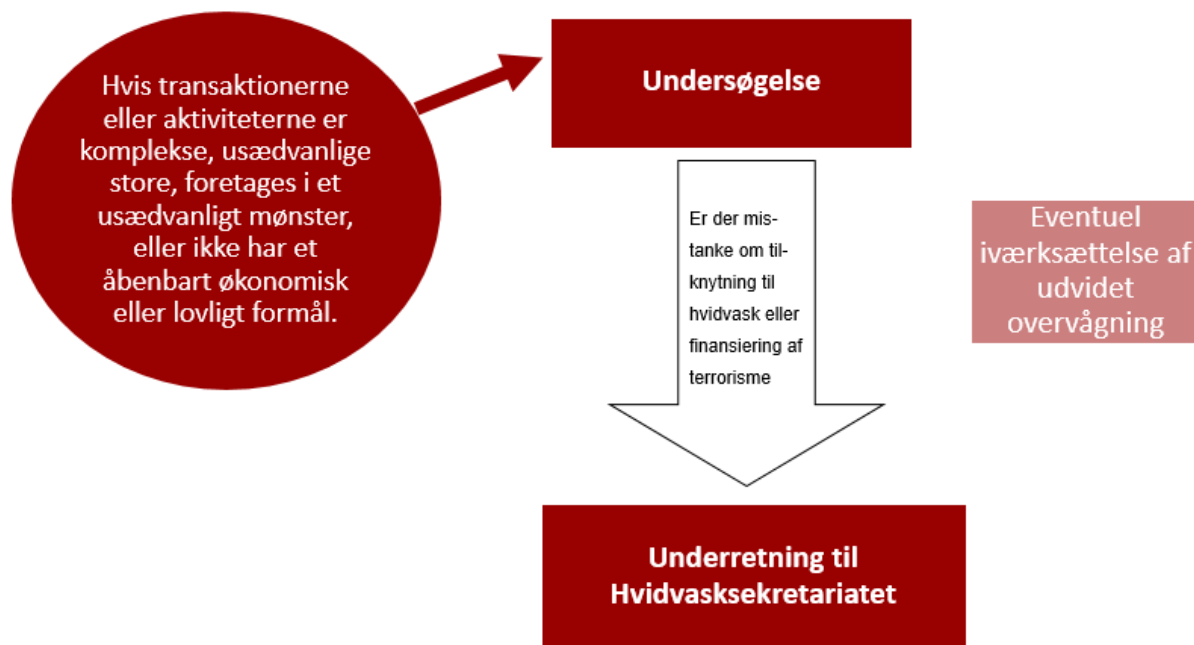 Hvis transaktionerne
eller aktiviteterne er
komplekse, usædvanlige
store, foretages i et
usædvanligt mønster,
eller ikke har et
åbenbart økonomisk
eller lovligt formål.
Undersøgelse
Er der mis-
tanke om til-
knytning til
hvidvask eller
finansiering af
terrorisme
Eventuel
iværksættelse af
udvidet
overvågning
Underretning til
Hvidvasksekretariatet